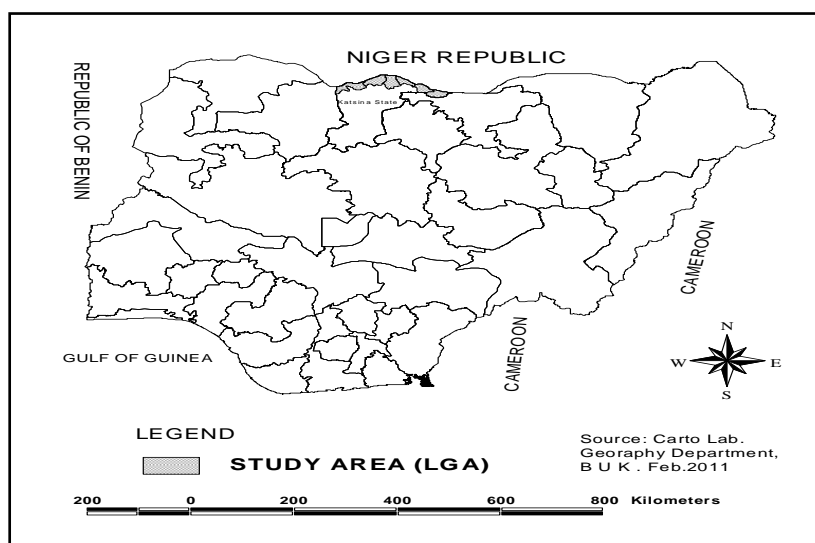 NIGER REPUBLIC
REPUBLIC OF BENIN
Katsina State
CAMEROON
GULF OF GUINEA
CAMEROON
N
W E
S
LEGEND
STUDY AREA (LGA)
Source: Carto Lab.
Georaphy Department,
B U K . Feb.2011
200 0 200 400 600 800 Kilometers